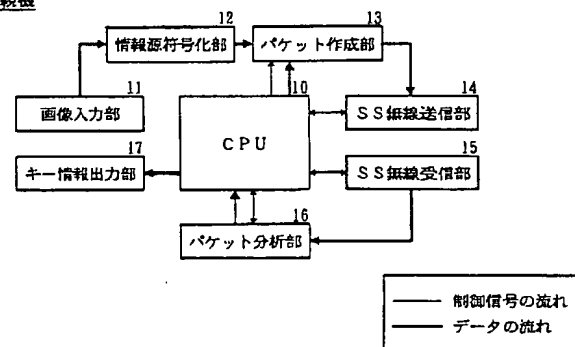 12
情報源符号化部
13
パケット作成部
11
画像入力部
10
CPU
14
SS無線送信部
17
キー情報出力部
15
SS無線受信部
16
パケット分析部
制御信号の流れ
データの流れ